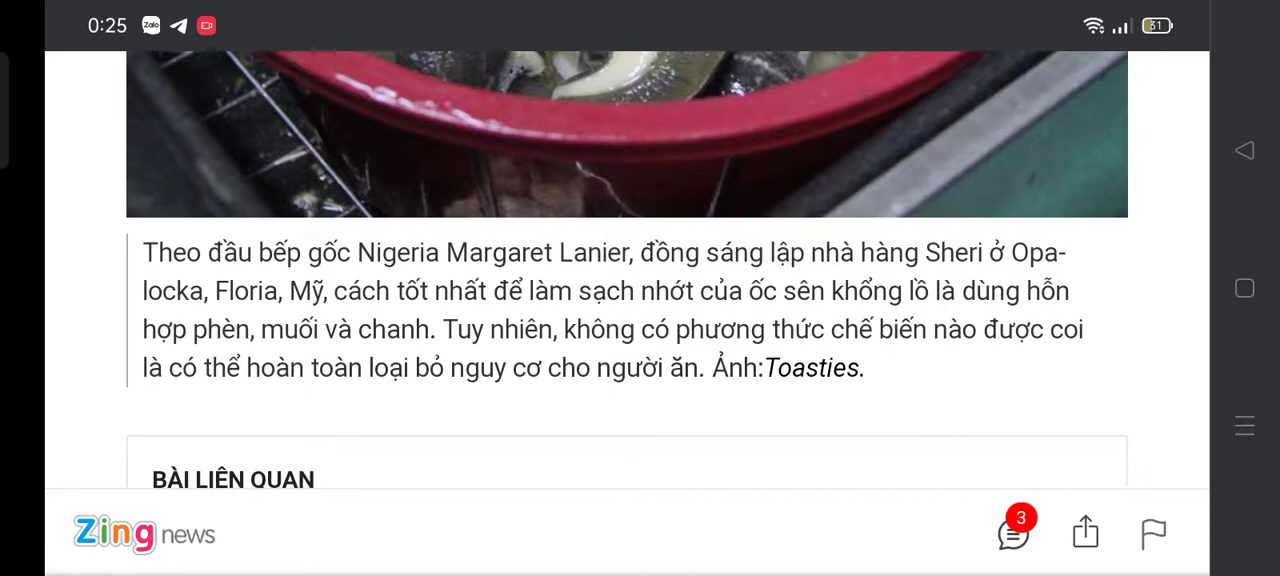 0:25
Zalo
31
Theo đầu bếp gốc Nigeria Margaret Lanier, đồng sáng lập nhà hàng Sheri ở Opa-
locka, Floria, Mỹ, cách tốt nhất để làm sạch nhớt của ốc sên khổng lồ là dùng hỗn
hợp phèn, muối và chanh. Tuy nhiên, không có phương thức chế biến nào được coi
là có thể hoàn toàn loại bỏ nguy cơ cho người ăn. Ảnh:Toasties.
BÀI LIÊN QUAN
Zing news
3